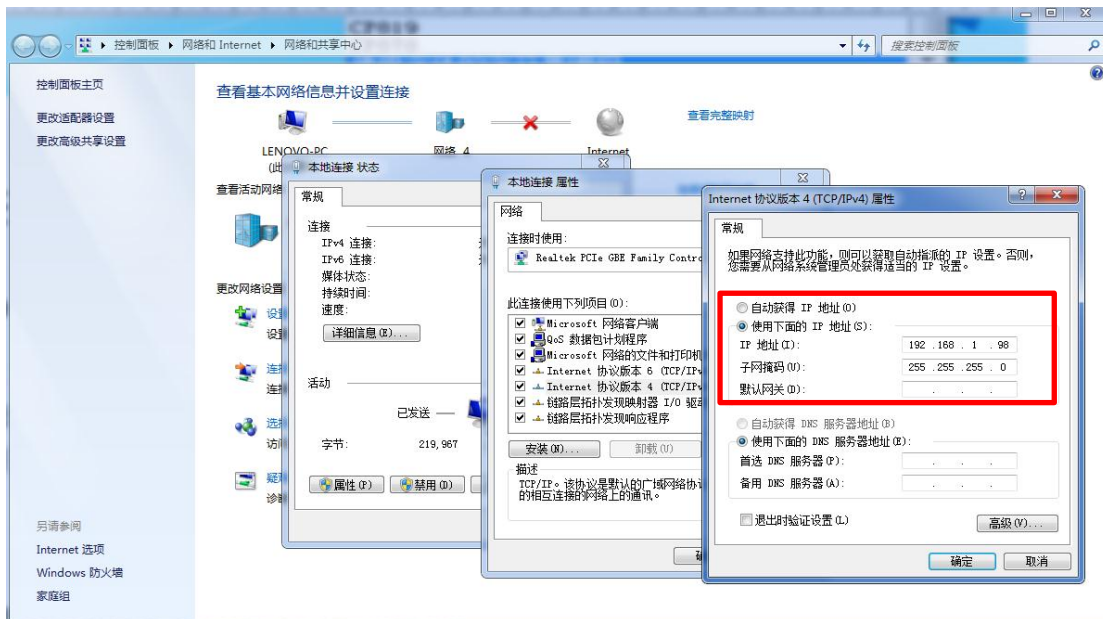 CP019
控制面板 ▸ 网络和 Internet ▸ 网络和共享中心
搜索控制面板
控制面板主页
更改适配器设置
更改高级共享设置
另请参阅
Internet 选项
Windows 防火墙
家庭组
查看基本网络信息并设置连接
查看完整映射
LENOVO-PC
网络 4
Internet
(此
查看活动网络
更改网络设置
设
设
连
连
选
访
疑
诊
本地连接 状态
常规
连接
IPv4 连接:
IPv6 连接:
媒体状态:
持续时间:
速度:
详细信息(E)...
活动
已发送
字节:
219,967
属性(P)
禁用(D)
本地连接 属性
网络
连接时使用:
Realtek PCIe GBE Family Contro
此连接使用下列项目(O):
Microsoft 网络客户端
QoS 数据包计划程序
Microsoft 网络的文件和打印机
Internet 协议版本 6 (TCP/IPv
Internet 协议版本 4 (TCP/IPv
链路层拓扑发现映射器 I/O 驱动
链路层拓扑发现响应程序
安装(N)...
卸载(U)
描述
TCP/IP。该协议是默认的广域网络协议
的相互连接的网络上的通讯。
Internet 协议版本 4 (TCP/IPv4) 属性
常规
如果网络支持此功能，则可以获取自动指派的 IP 设置。否则，
您需要从网络系统管理员处获得适当的 IP 设置。
自动获得 IP 地址(O)
使用下面的 IP 地址(S):
IP 地址(I):
192 .168 . 1 . 98
子网掩码(U):
255 .255 .255 . 0
默认网关(D):
自动获得 DNS 服务器地址(B)
使用下面的 DNS 服务器地址(E):
首选 DNS 服务器(P):
备用 DNS 服务器(A):
退出时验证设置(L)
高级(V)...
确定
取消